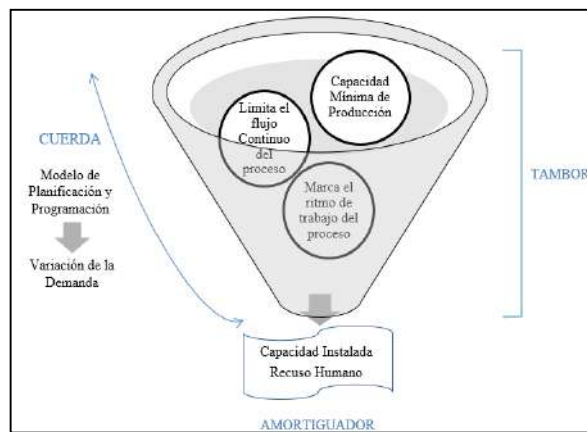 Capacidad
Mínima de
Producción
Limita el
flujo
Continuo
del
proceso
CUERDA
Modelo de
Planificación y
Programación
Variación de la
Demanda
Marca el
ritmo de
trabajo del
proceso
TAMBOR
Capacidad Instalada
Recuso Humano
AMORTIGUADOR